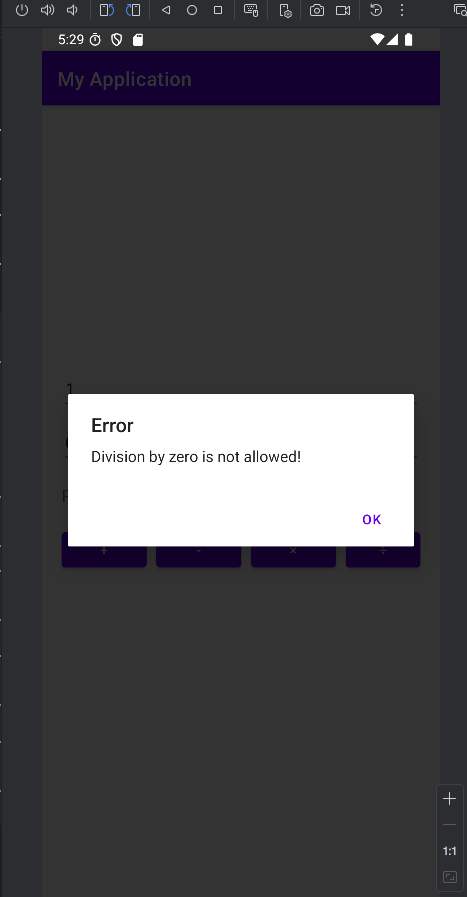 5:29
My Application
1
Error
Division by zero is not allowed!
OK
+ - × ÷
1:1